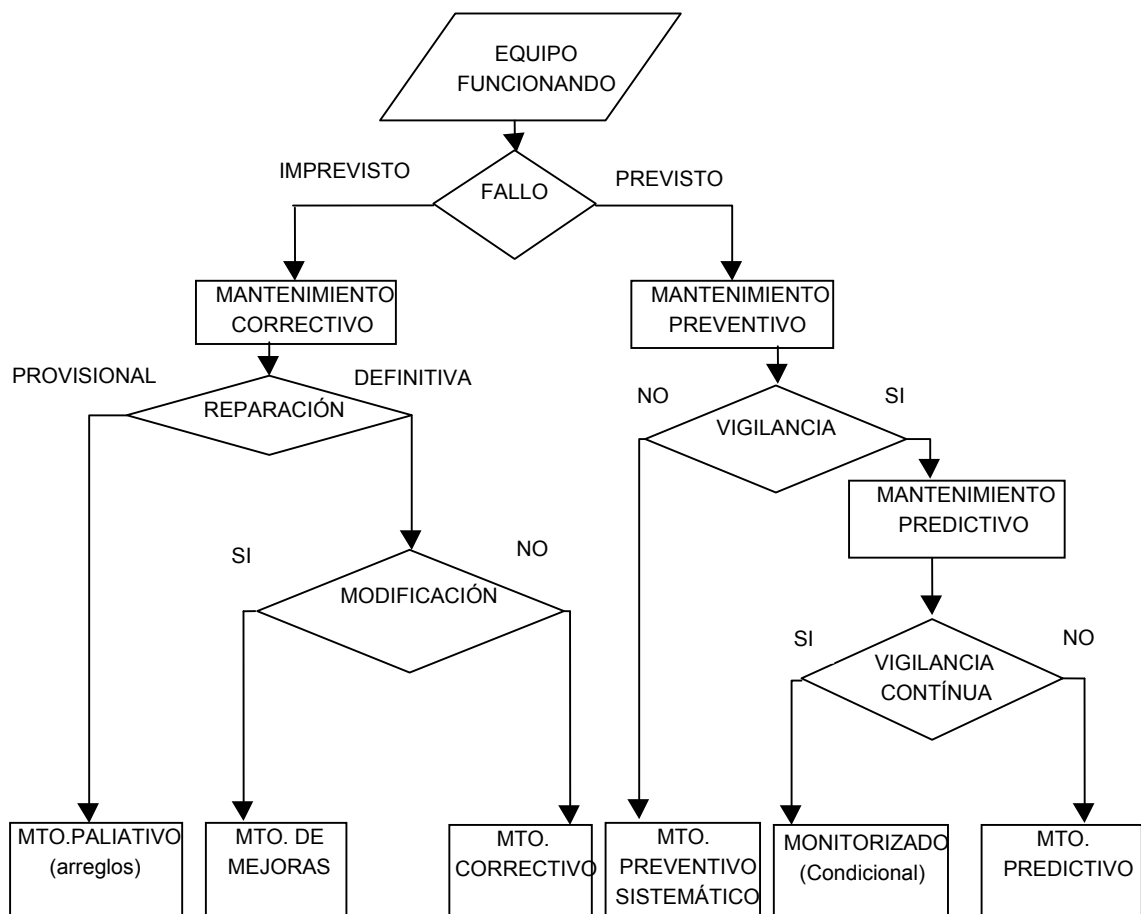 EQUIPO
FUNCIONANDO
IMPREVISTO
FALLO
PREVISTO
MANTENIMIENTO
CORRECTIVO
MANTENIMIENTO
PREVENTIVO
PROVISIONAL
DEFINITIVA
REPARACIÓN
NO
SI
VIGILANCIA
MANTENIMIENTO
PREDICTIVO
SI
NO
MODIFICACIÓN
SI
NO
VIGILANCIA
CONTÍNUA
MTO.PALIATIVO
(arreglos)
MTO. DE
MEJORAS
MTO.
CORRECTIVO
MTO.
PREVENTIVO
SISTEMÁTICO
MONITORIZADO
(Condicional)
MTO.
PREDICTIVO